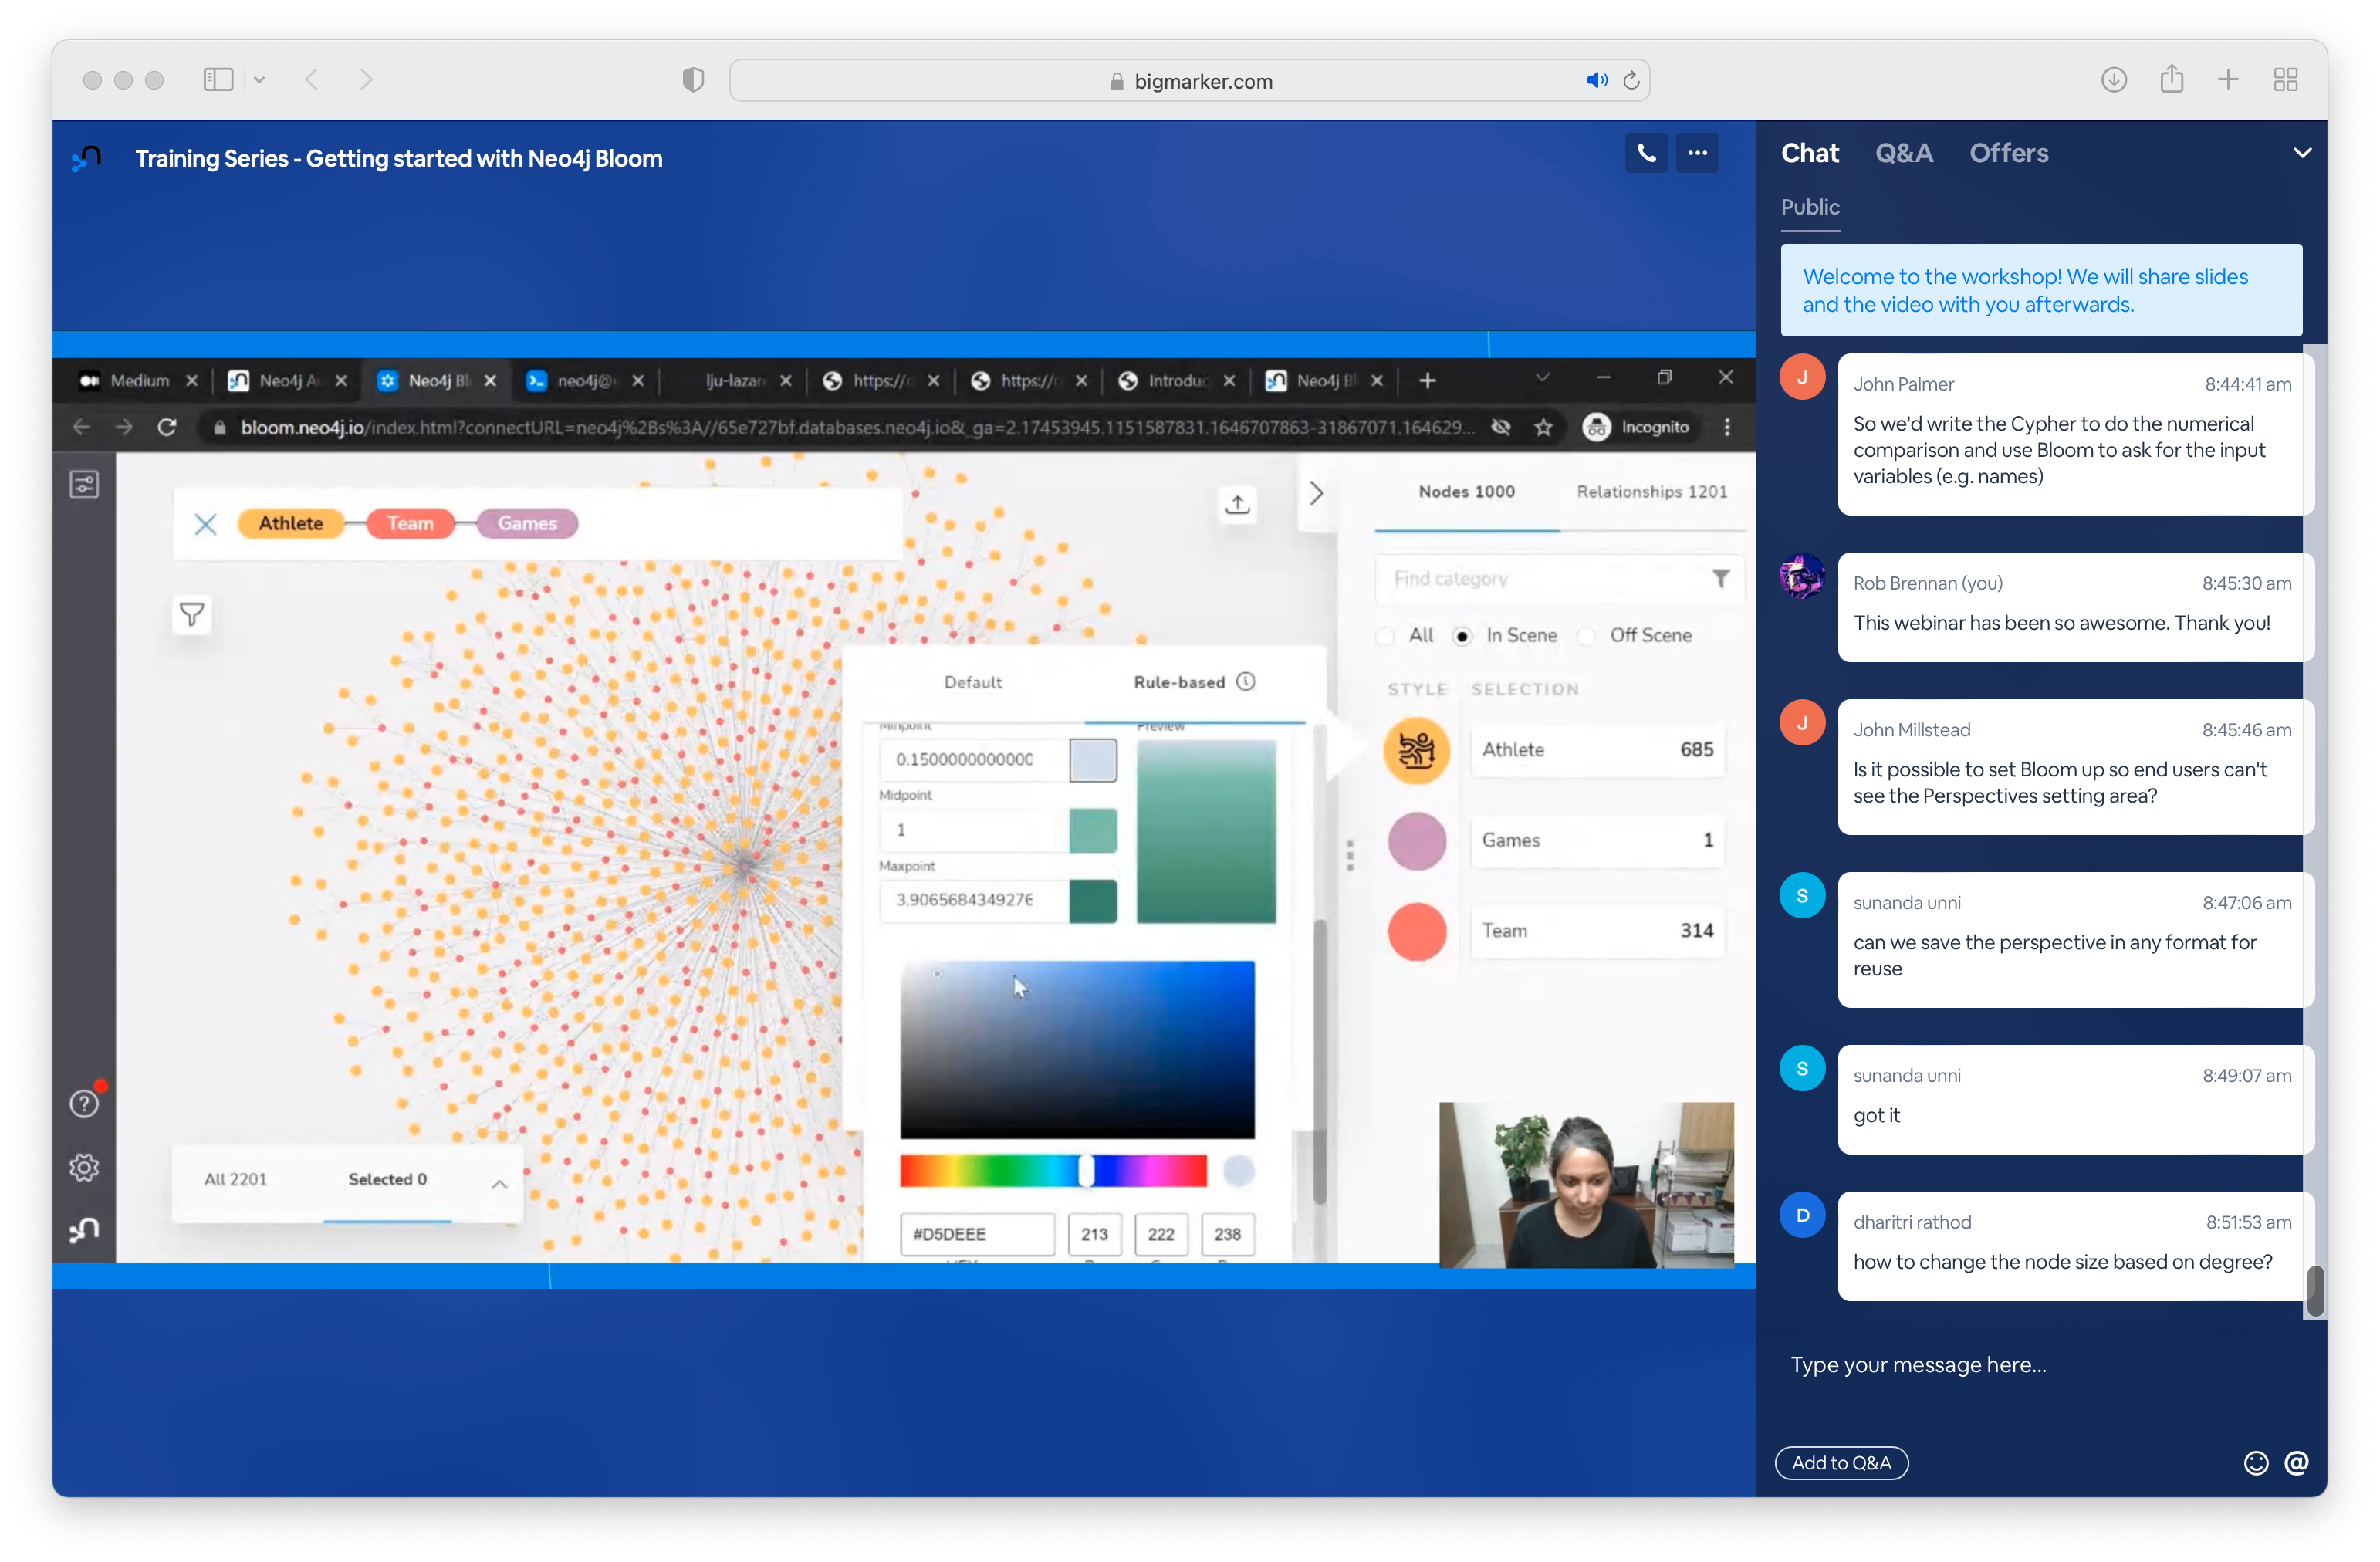 bigmarker.com
Training Series - Getting started with Neo4j Bloom
Medium
Neo4j A
Neo4j Bl
neo4j@
lju-lazar
https://
https://
Introduc
Neo4j Bl
bloom.neo4j.io/index.html?connectURL=neo4j%2Bs%3A//65e727bf.databases.neo4j.io&_ga=2.17453945.1151587831.1646707863-31867071.164629...
Incognito
Athlete
Team
Games
Nodes 1000
Relationships 1201
Find category
All
In Scene
Off Scene
STYLE
SELECTION
Athlete 685
Games 1
Team 314
Default
Rule-based
Minpoint
Preview
0.1500000000000
Midpoint
1
Maxpoint
3.9065684349276
#D5DEEE
213
222
238
HEX
All 2201
Selected 0
Chat
Q&A
Offers
Public
Welcome to the workshop! We will share slides
and the video with you afterwards.
J
John Palmer
8:44:41 am
So we'd write the Cypher to do the numerical
comparison and use Bloom to ask for the input
variables (e.g. names)
Rob Brennan (you)
8:45:30 am
This webinar has been so awesome. Thank you!
J
John Millstead
8:45:46 am
Is it possible to set Bloom up so end users can't
see the Perspectives setting area?
S
sunanda unni
8:47:06 am
can we save the perspective in any format for
reuse
S
sunanda unni
8:49:07 am
got it
D
dharitri rathod
8:51:53 am
how to change the node size based on degree?
Type your message here...
Add to Q&A